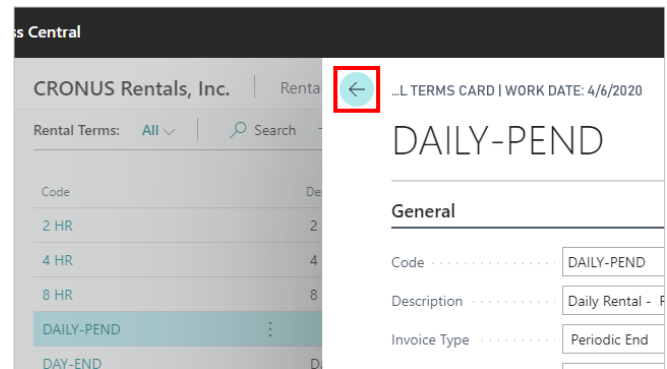 ss Central
CRONUS Rentals, Inc. Renta
Rental Terms: All Search
Code De
2 HR 2
4 HR 4
8 HR 8
DAILY-PEND
DAY-END Da
…L TERMS CARD | WORK DATE: 4/6/2020
DAILY-PEND
General
Code DAILY-PEND
Description Daily Rental -
Invoice Type Periodic End